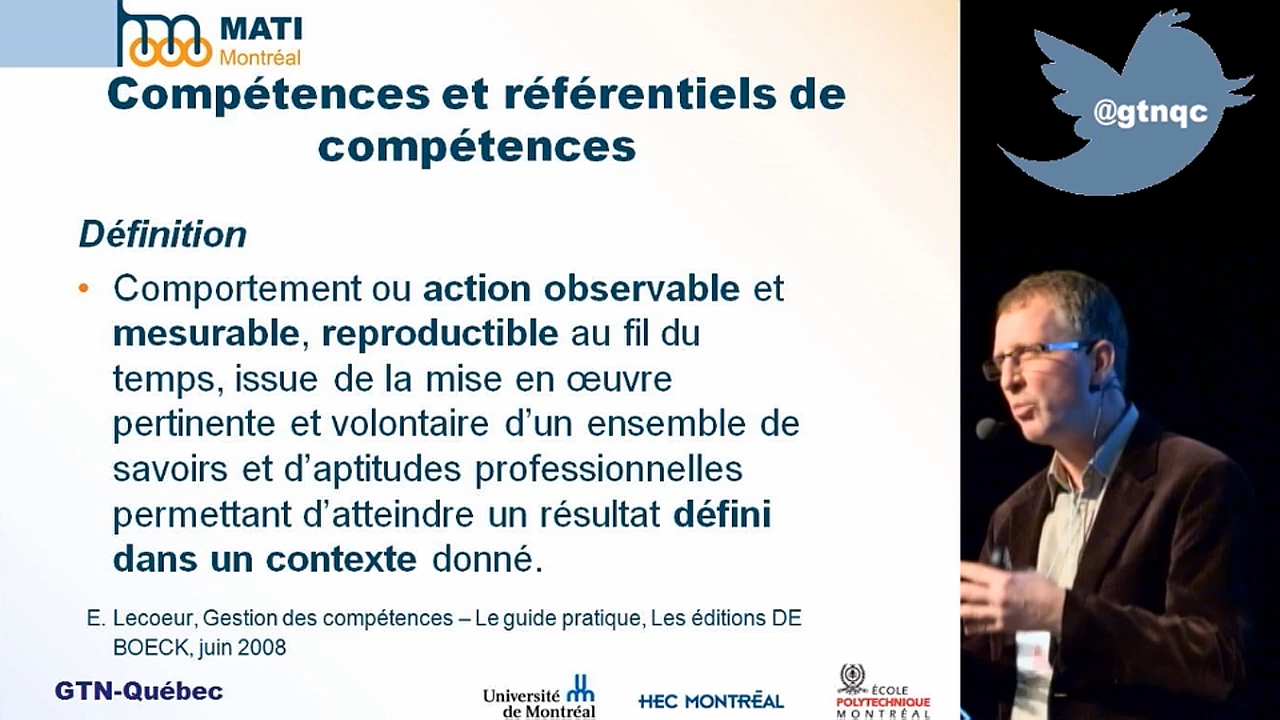 MATI
Montréal
Compétences et référentiels de
compétences
@gtnqc
Définition
• Comportement ou action observable et
mesurable, reproductible au fil du
temps, issue de la mise en œuvre
pertinente et volontaire d’un ensemble de
savoirs et d’aptitudes professionnelles
permettant d’atteindre un résultat défini
dans un contexte donné.
E. Lecoeur, Gestion des compétences – Le guide pratique, Les éditions DE
BOECK, juin 2008
GTN-Québec
Université
de Montréal
HEC MONTRÉAL
ÉCOLE
POLYTECHNIQUE
MONTRÉAL